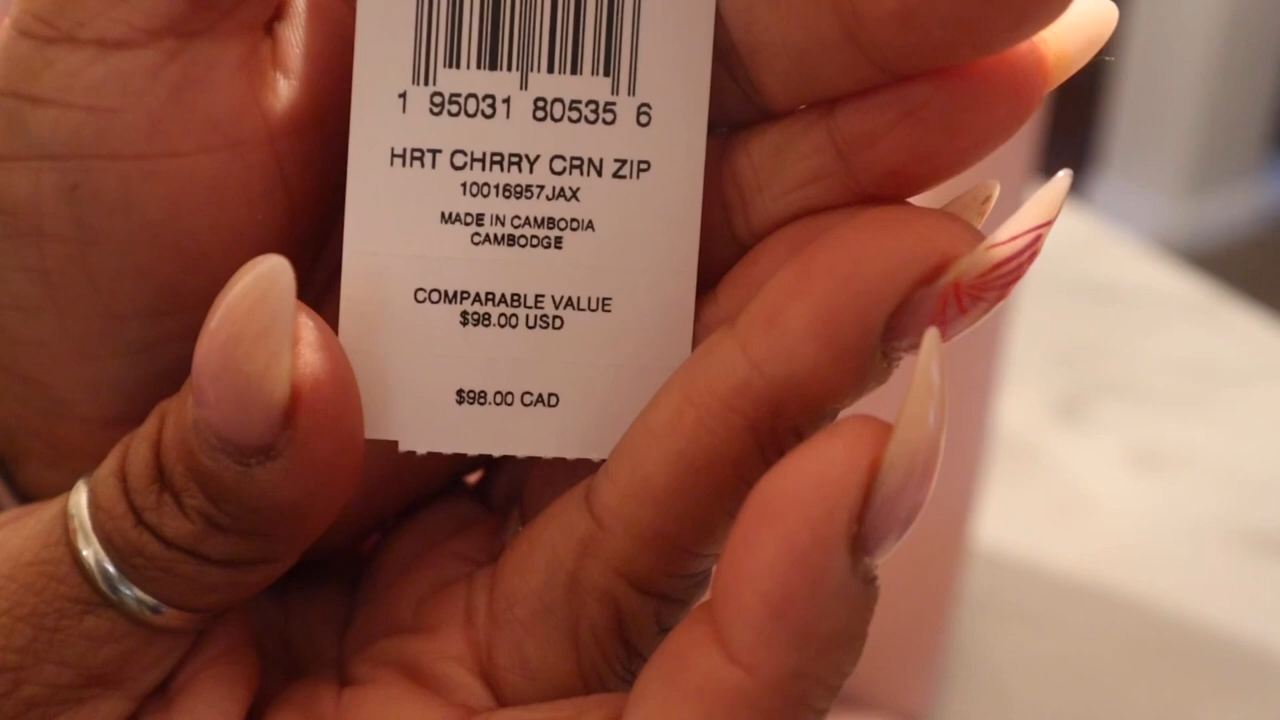 1 95031 80535 6
HRT CHRRY CRN ZIP
10016957JAX
MADE IN CAMBODIA
CAMBODGE
COMPARABLE VALUE
$98.00 USD
$98.00 CAD